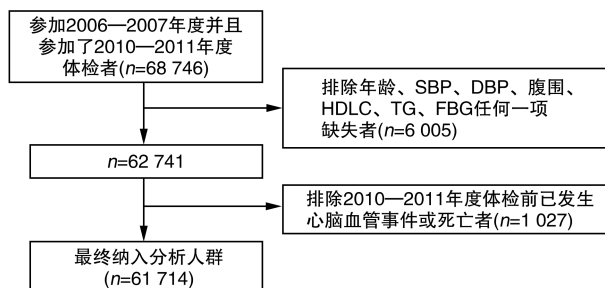 参加2006—2007年度并且
参加了2010—2011年度
体检者(n=68 746)
排除年龄、SBP、DBP、腹围、
HDLC、TG、FBG任何一项
缺失者(n=6 005)
n=62 741
排除2010—2011年度体检前已发生
心脑血管事件或死亡者(n=1 027)
最终纳入分析人群
(n=61 714)